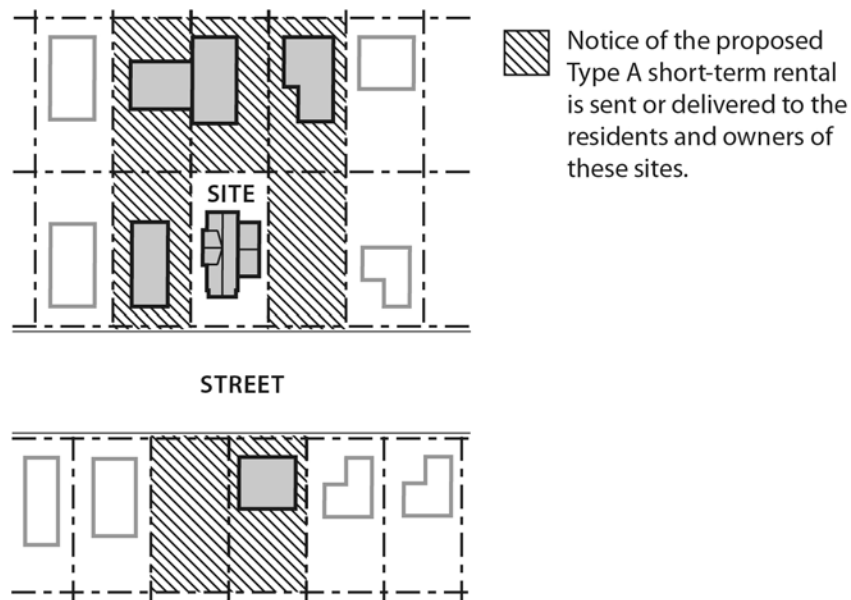 Notice of the proposed
Type A short-term rental
is sent or delivered to the
residents and owners of
these sites.
SITE
STREET